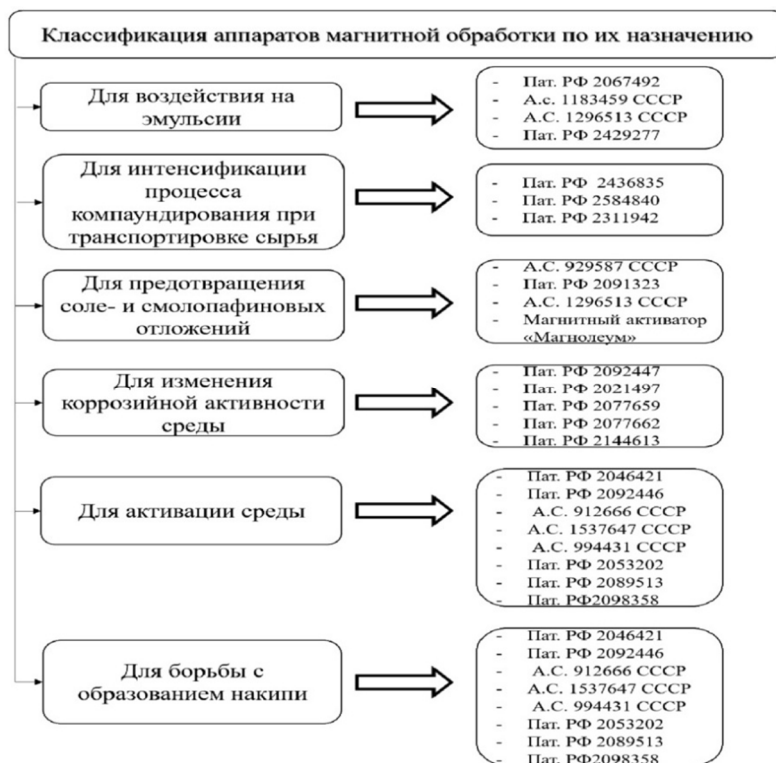 Классификация аппаратов магнитной обработки по их назначению
Для воздействия на
эмульсии
- Пат. РФ 2067492
- А.с. 1183459 СССР
- А.С. 1296513 СССР
- Пат. РФ 2429277
Для интенсификации
процесса
компаундирования при
транспортировке сырья
- Пат. РФ 2436835
- Пат. РФ 2584840
- Пат. РФ 2311942
Для предотвращения
соле- и смолопафиновых
отложений
- А.С. 929587 СССР
- Пат. РФ 2091323
- А.С. 1296513 СССР
- Магнитный активатор
«Магнолеум»
Для изменения
коррозийной активности
среды
- Пат. РФ 2092447
- Пат. РФ 2021497
- Пат. РФ 2077659
- Пат. РФ 2077662
- Пат. РФ 2144613
Для активации среды
- Пат. РФ 2046421
- Пат. РФ 2092446
- А.С. 912666 СССР
- А.С. 1537647 СССР
- А.С. 994431 СССР
- Пат. РФ 2053202
- Пат. РФ 2089513
- Пат. РФ2098358
Для борьбы с
образованием накипи
- Пат. РФ 2046421
- Пат. РФ 2092446
- А.С. 912666 СССР
- А.С. 1537647 СССР
- А.С. 994431 СССР
- Пат. РФ 2053202
- Пат. РФ 2089513
- Пат. РФ2098358